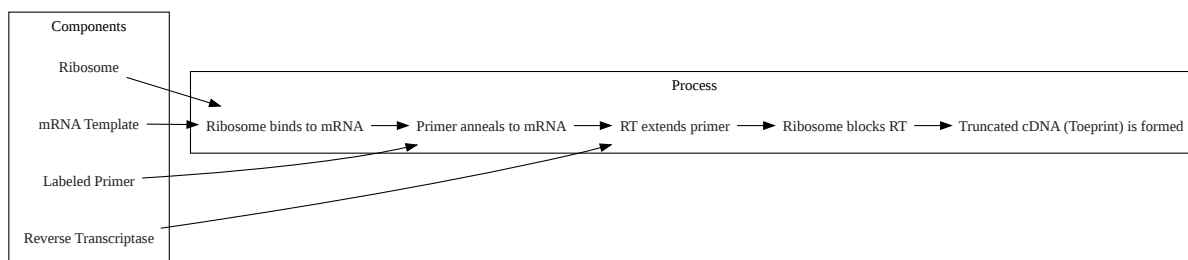 Components
Ribosome
mRNA Template
Labeled Primer
Reverse Transcriptase
Process
Ribosome binds to mRNA
Primer anneals to mRNA
RT extends primer
Ribosome blocks RT
Truncated cDNA (Toeprint) is formed